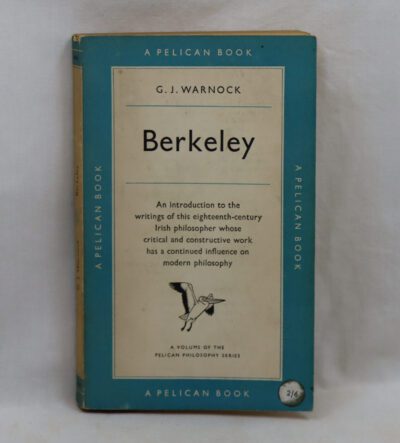 A PELICAN BOOK
G. J. WARNOCK
Berkeley
An introduction to the
writings of this eighteenth-century
Irish philosopher whose
critical and constructive work
has a continued influence on
modern philosophy
A VOLUME OF THE
PELICAN PHILOSOPHY SERIES
A PELICAN BOOK
A PELICAN BOOK
A PELICAN BOOK
2/6